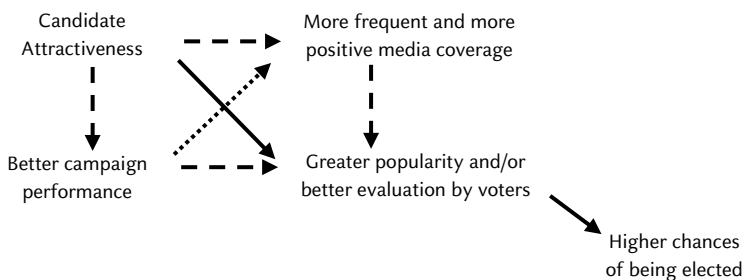 Candidate
Attractiveness
More frequent and more
positive media coverage
Better campaign
performance
Greater popularity and/or
better evaluation by voters
Higher chances
of being elected